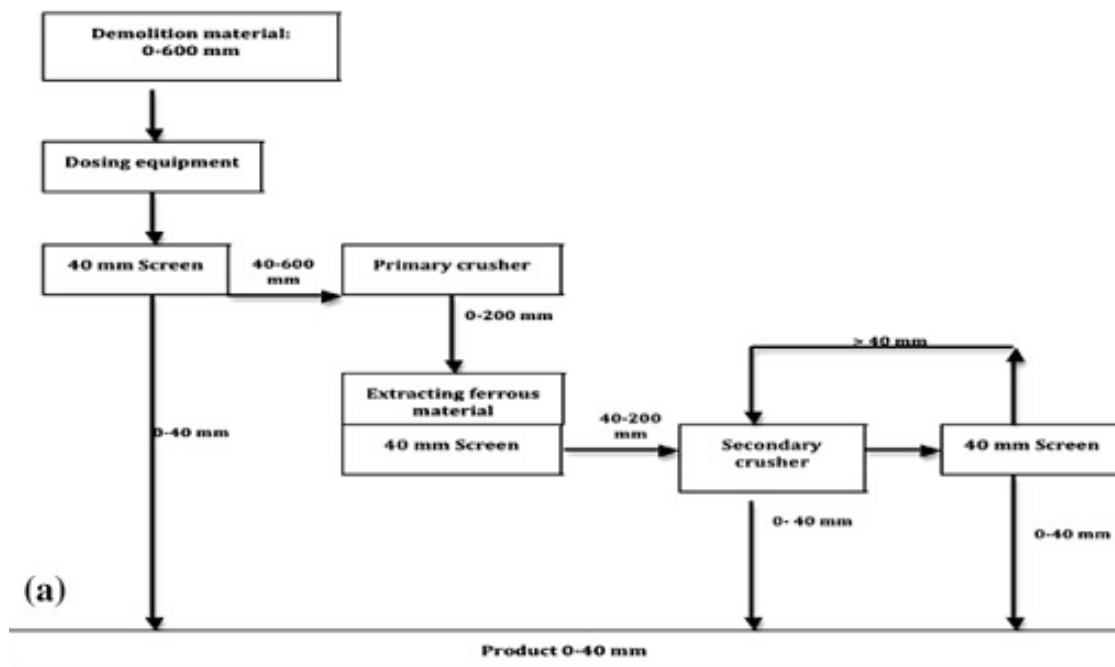 Demolition material:
0-600 mm
Dosing equipment
40 mm Screen
40-600
mm
Primary crusher
0-200 mm
> 40 mm
Extracting ferrous
material
40 mm Screen
40-200
mm
Secondary
crusher
40 mm Screen
0-40 mm
0- 40 mm
0-40 mm
(a)
Product 0-40 mm